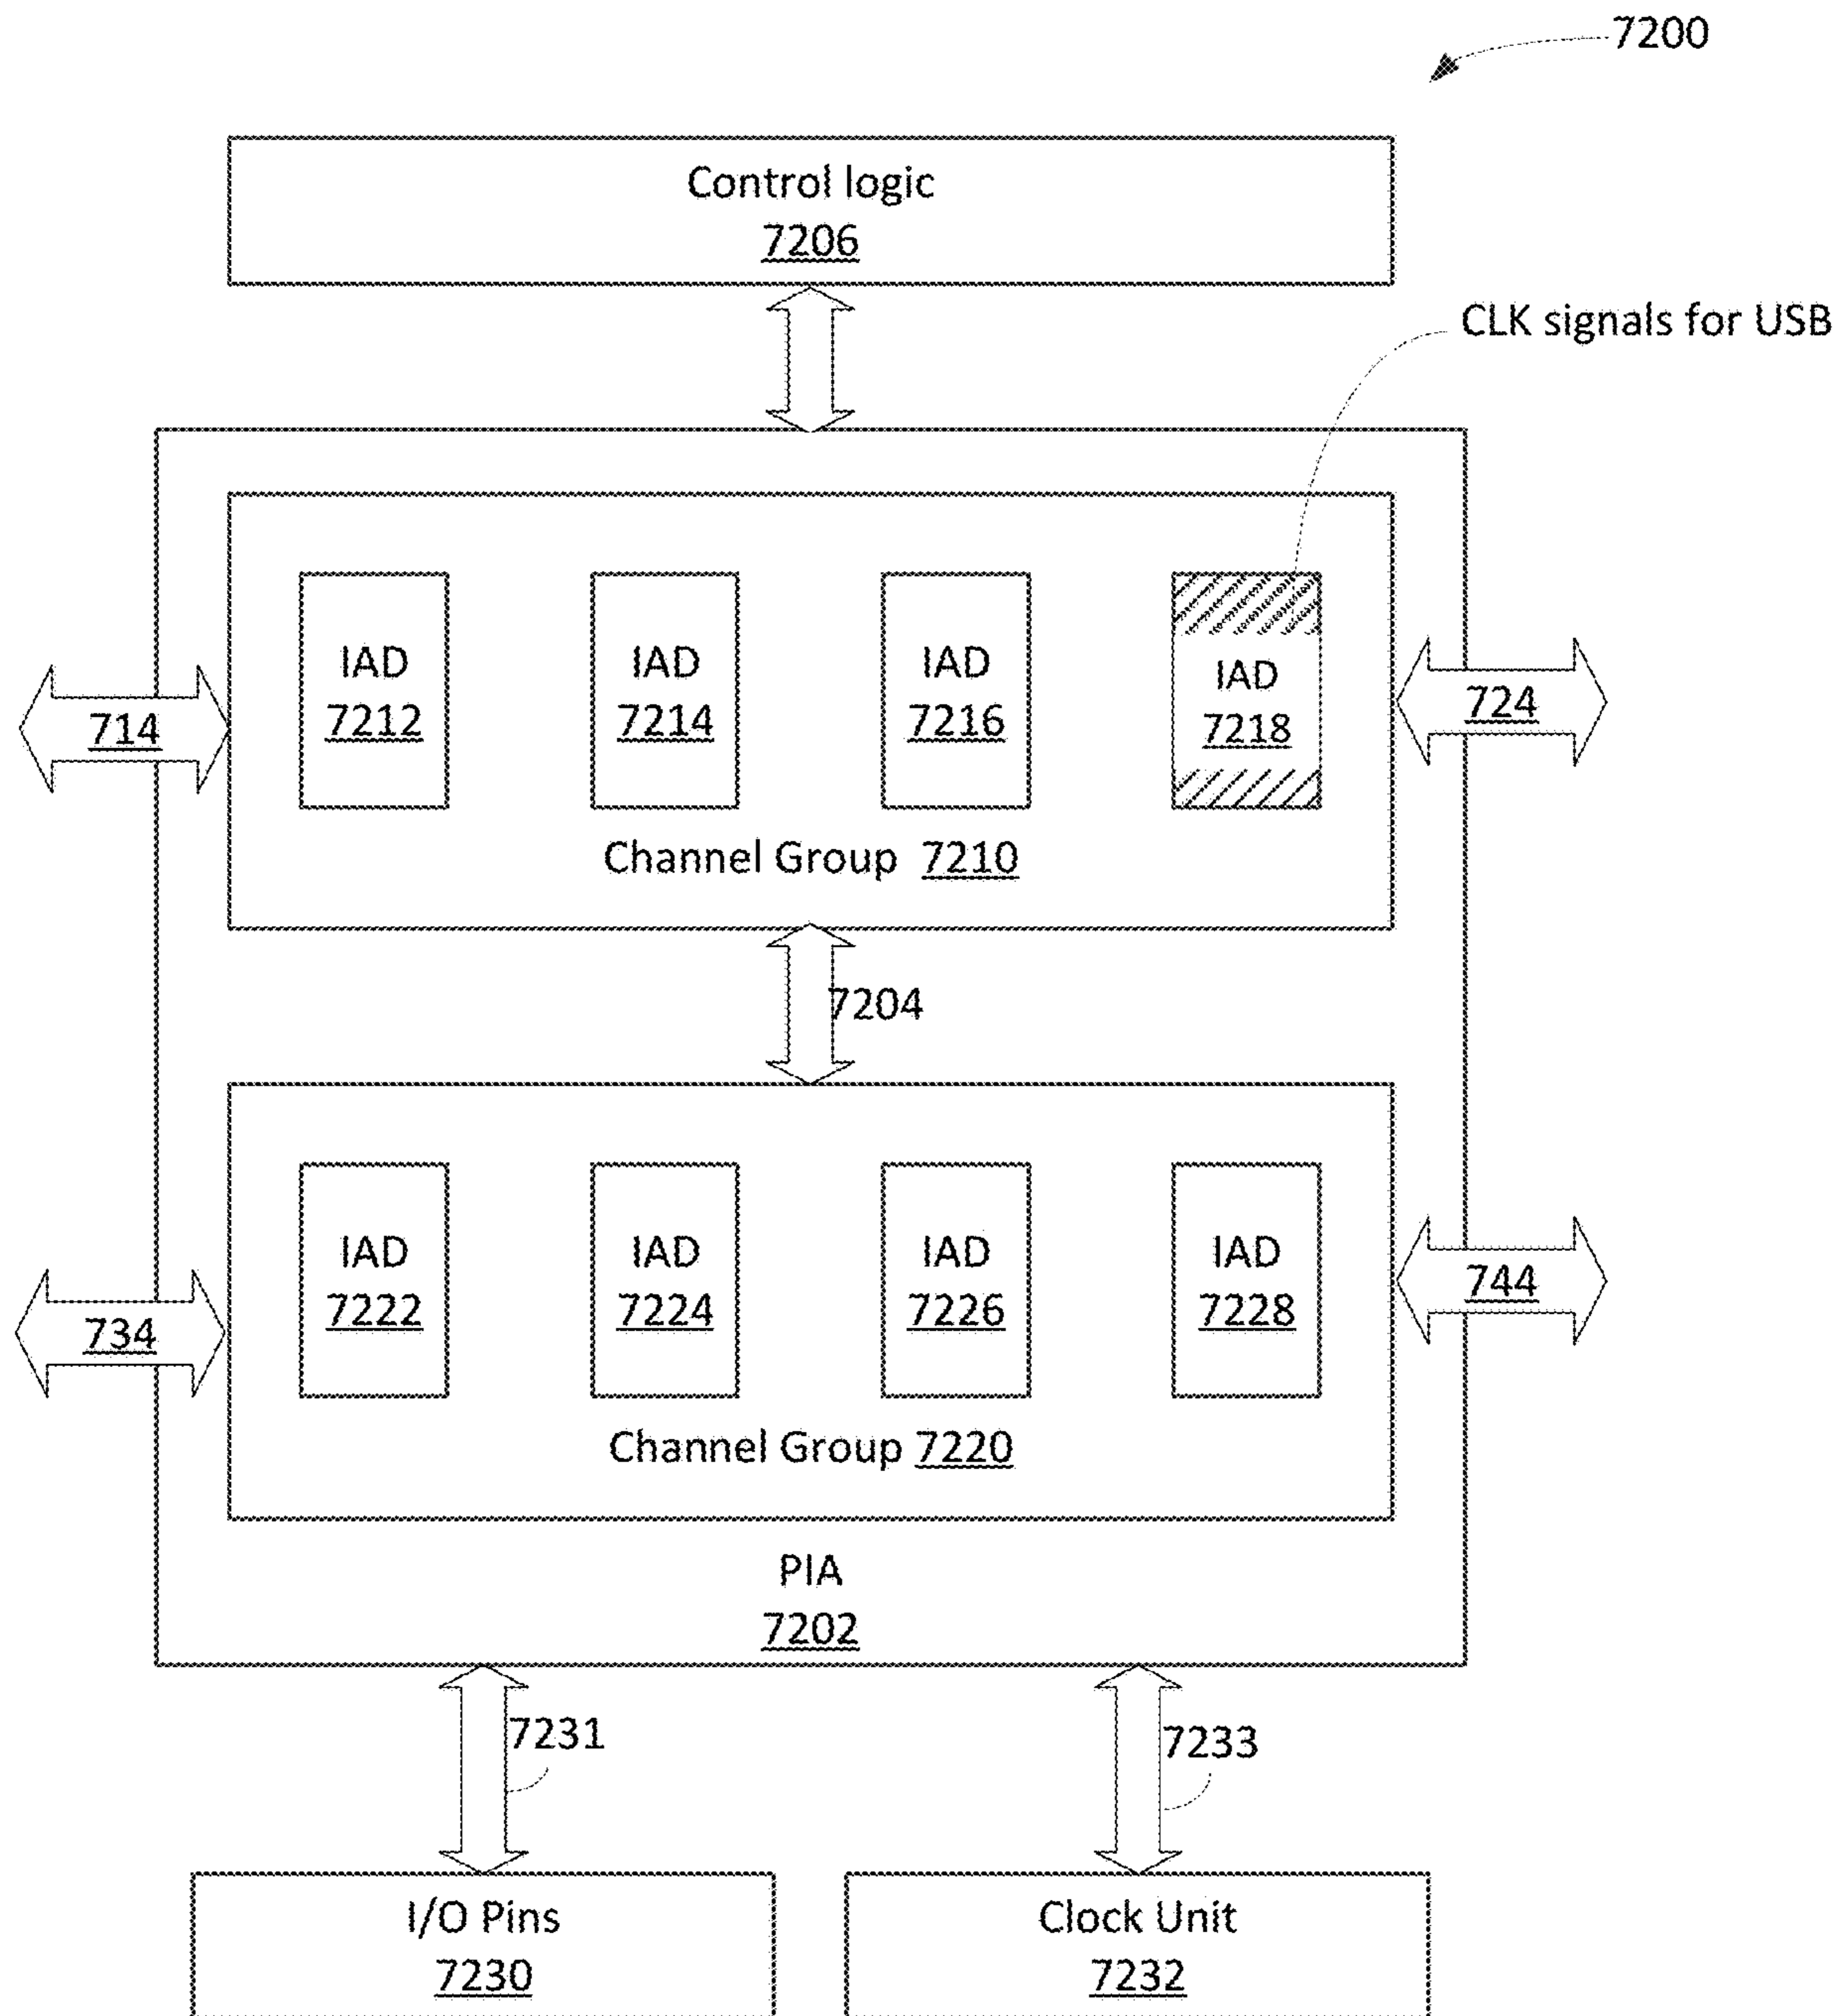 7200
Control logic
7206
CLK signals for USB
IAD
7212
IAD
7214
IAD
7216
IAD
7218
714
724
Channel Group 7210
7204
IAD
7222
IAD
7224
IAD
7226
IAD
7228
734
744
Channel Group 7220
PIA
7202
7231
7233
I/O Pins
7230
Clock Unit
7232